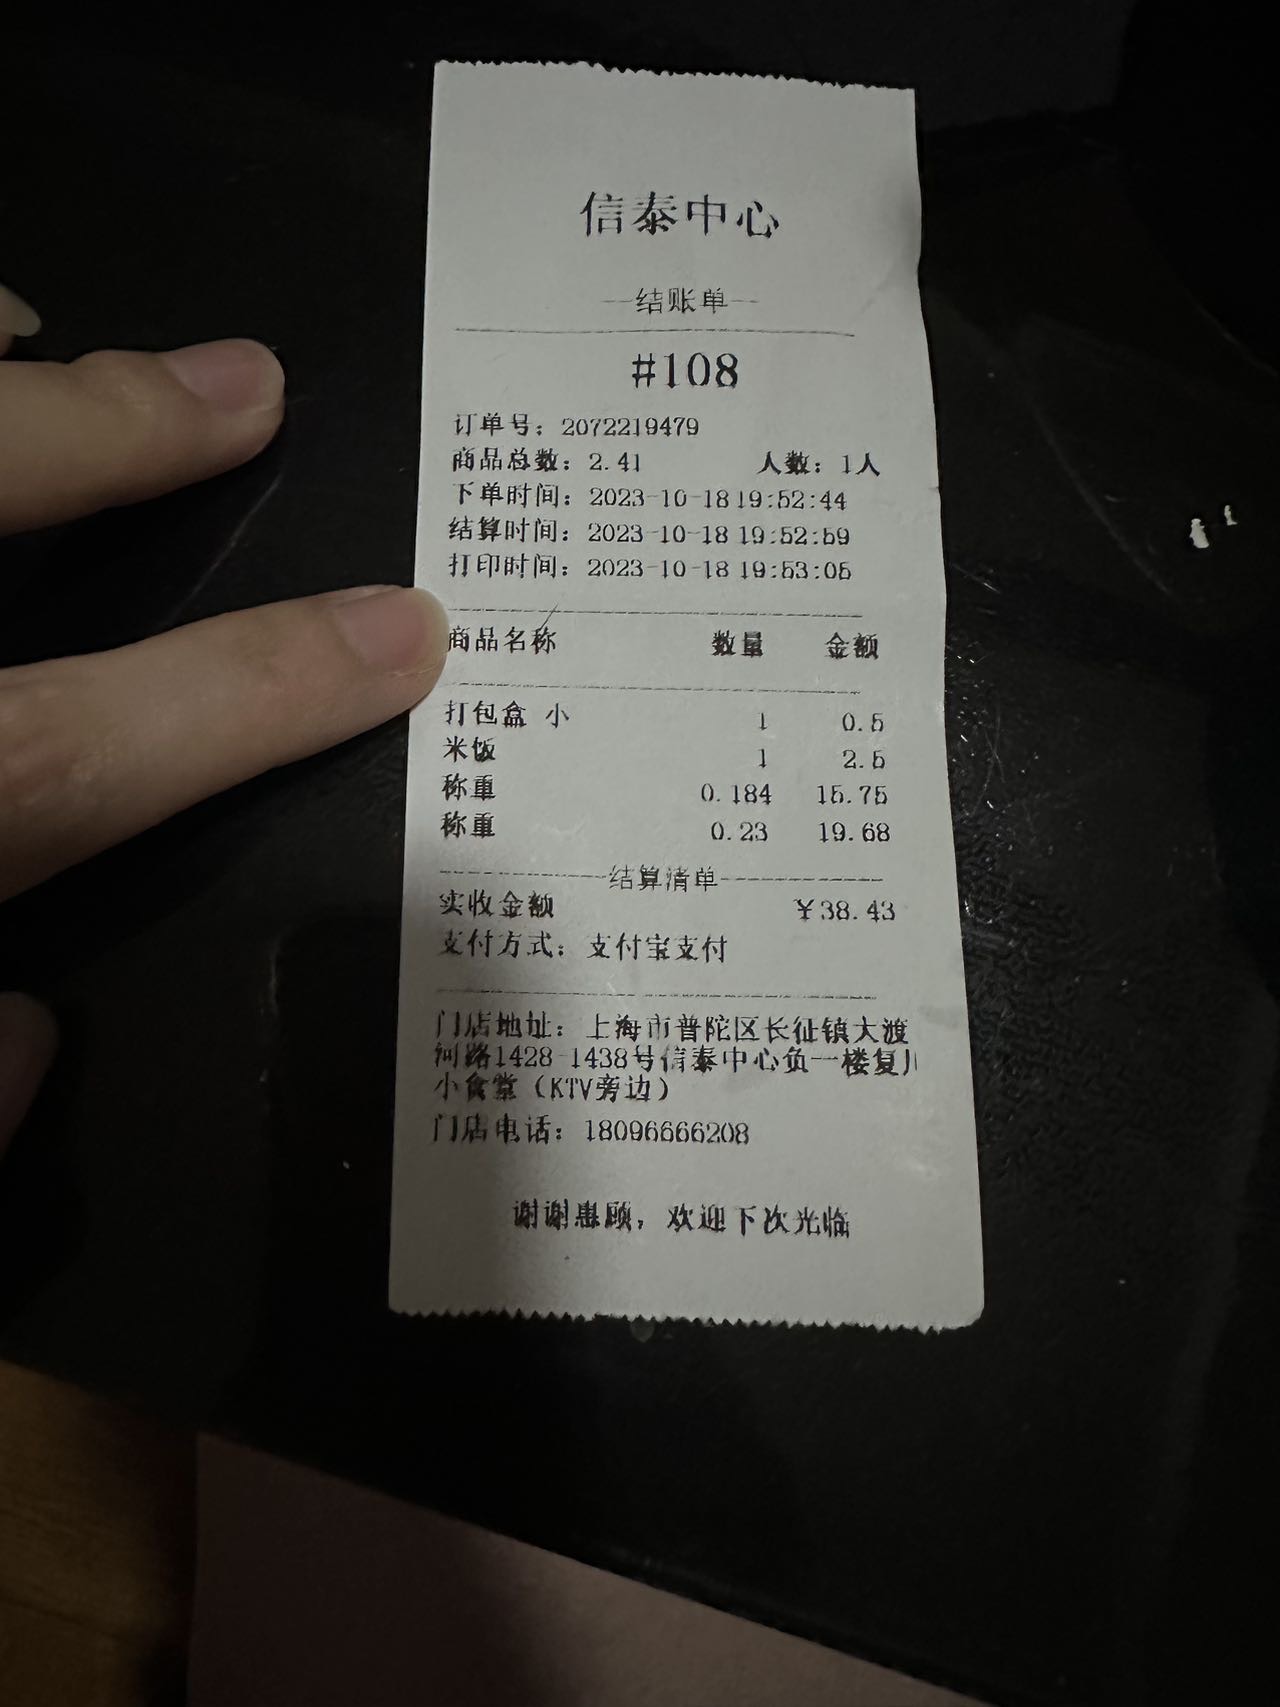 信泰中心
—结账单—
#108
订单号：2072219479
商品总数：2.41 人数：1人
下单时间：2023-10-18 19:52:44
结算时间：2023-10-18 19:52:59
打印时间：2023-10-18 19:53:05
商品名称 数量 金额
打包盒 小 1 0.5
米饭 1 2.5
称重 0.184 15.75
称重 0.23 19.68
------------结算清单------------
实收金额 ¥38.43
支付方式：支付宝支付
门店地址：上海市普陀区长征镇大渡
河路1428-1438号信泰中心负一楼复川
小食堂（KTV旁边）
门店电话：18096666208
谢谢惠顾，欢迎下次光临